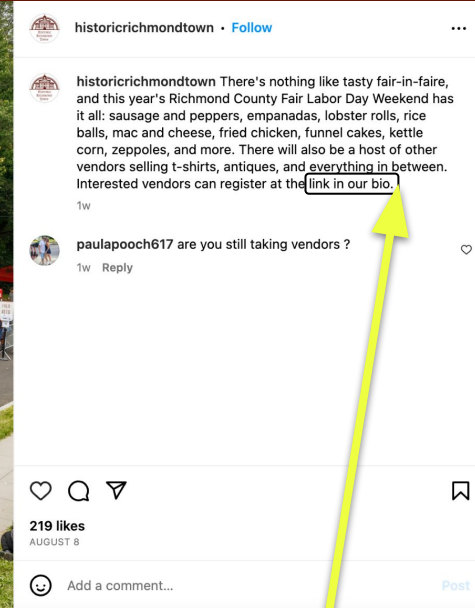 historicrichmondtown • Follow
historicrichmondtown There's nothing like tasty fair-in-faire,
and this year's Richmond County Fair Labor Day Weekend has
it all: sausage and peppers, empanadas, lobster rolls, rice
balls, mac and cheese, fried chicken, funnel cakes, kettle
corn, zeppoles, and more. There will also be a host of other
vendors selling t-shirts, antiques, and everything in between.
Interested vendors can register at the link in our bio.
1w
paulapooch617 are you still taking vendors ?
1w Reply
219 likes
AUGUST 8
Add a comment...
Post